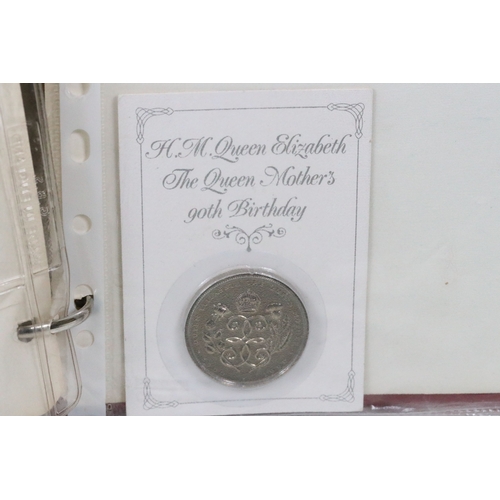 H.M. Queen Elizabeth
The Queen Mother's
90th Birthday